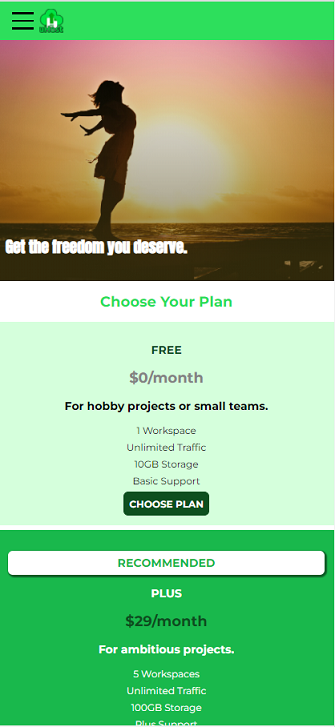 Get the freedom you deserve.
Choose Your Plan
FREE
$0/month
For hobby projects or small teams.
1 Workspace
Unlimited Traffic
10GB Storage
Basic Support
CHOOSE PLAN
RECOMMENDED
PLUS
$29/month
For ambitious projects.
5 Workspaces
Unlimited Traffic
100GB Storage
Plus Support